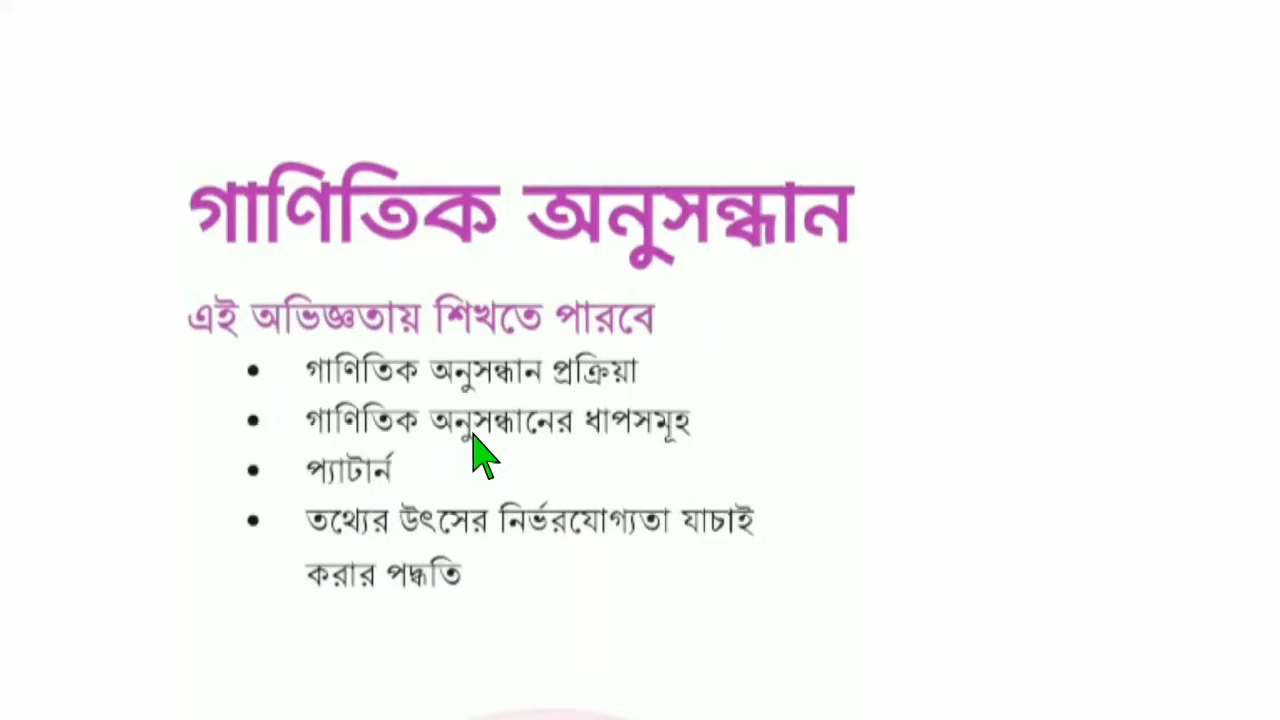 গাণিতিক অনুসন্ধান
এই অভিজ্ঞতায় শিখতে পারবে
• গাণিতিক অনুসন্ধান প্রক্রিয়া
• গাণিতিক অনুসন্ধানের ধাপসমূহ
• প্যাটার্ন
• তথ্যের উৎসের নির্ভরযোগ্যতা যাচাই
করার পদ্ধতি